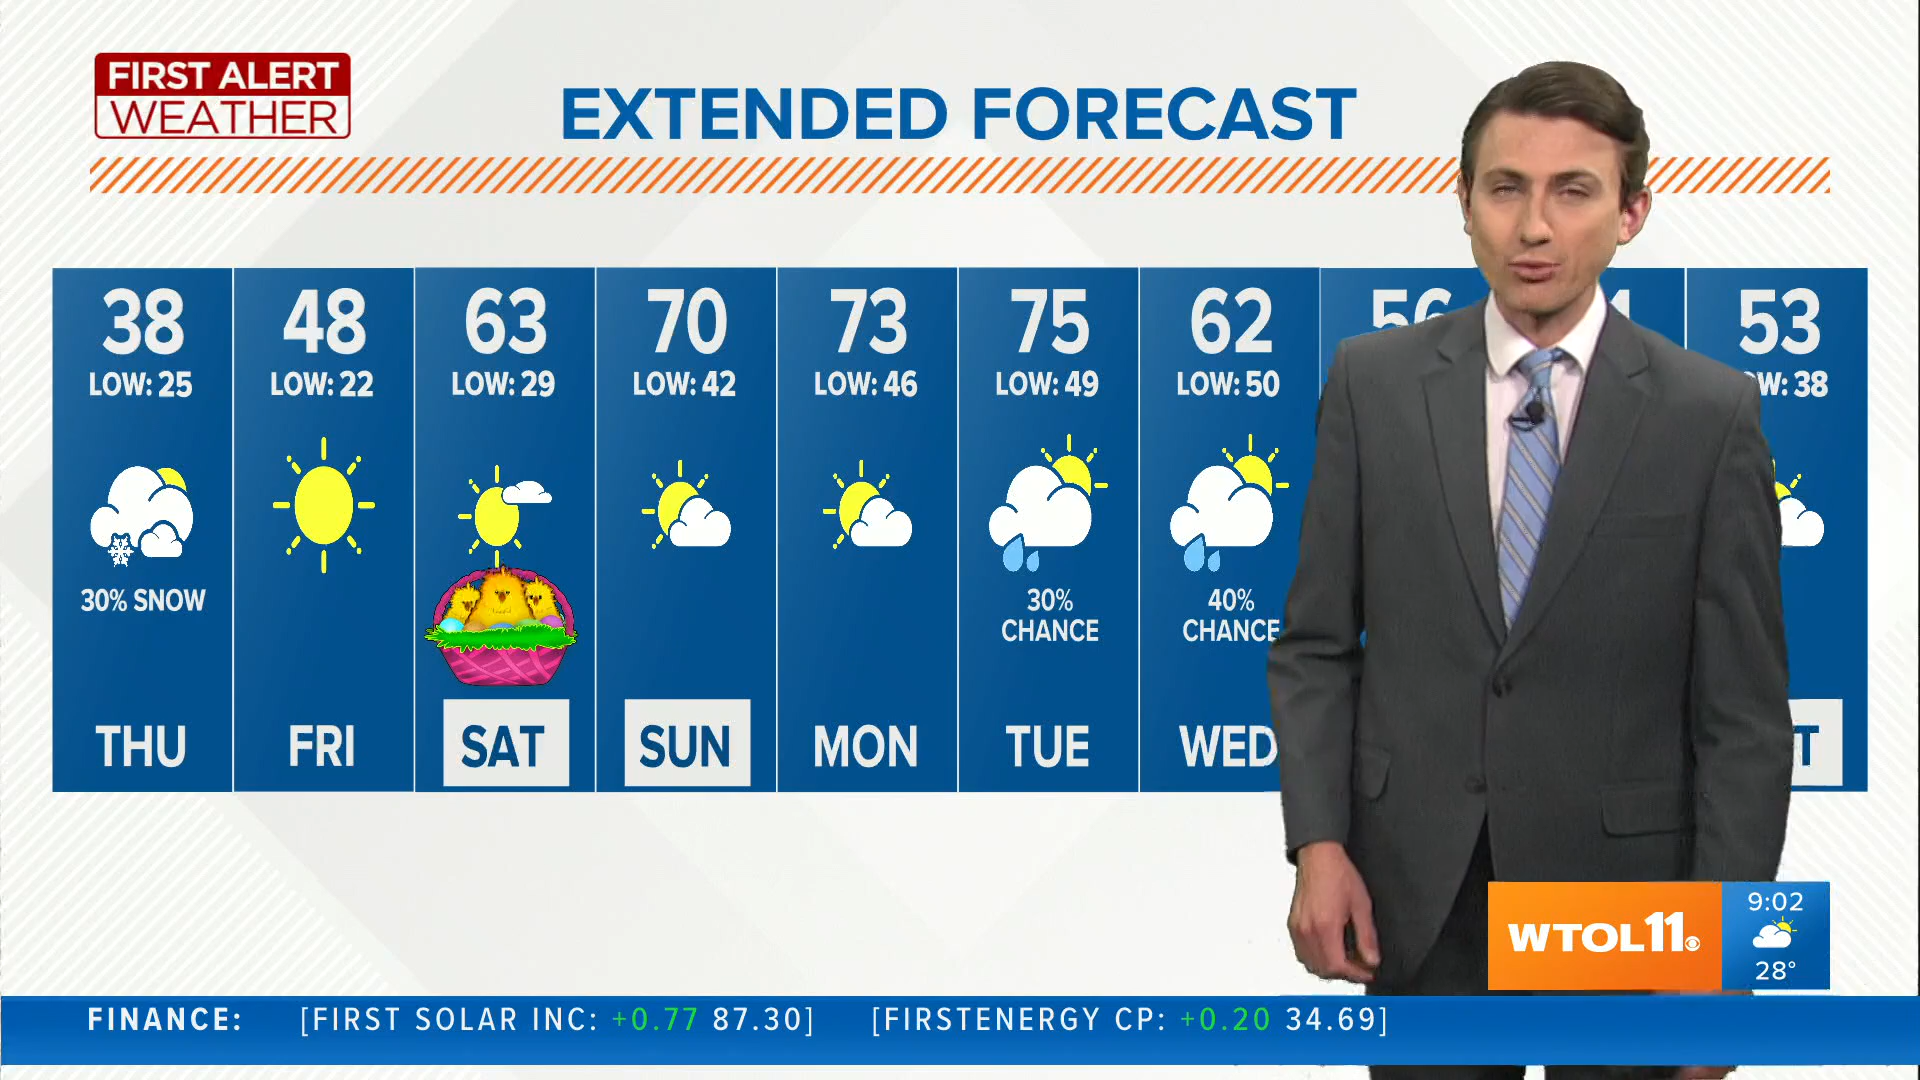 FIRST ALERT
WEATHER
EXTENDED FORECAST
38
LOW: 25
30% SNOW
THU
48
LOW: 22
FRI
63
LOW: 29
SAT
70
LOW: 42
SUN
73
LOW: 46
MON
75
LOW: 49
30%
CHANCE
TUE
62
LOW: 50
40%
CHANCE
WED
53
38
WTOL11
9:02
28°
FINANCE: [FIRST SOLAR INC: +0.77 87.30] [FIRSTENERGY CP: +0.20 34.69]